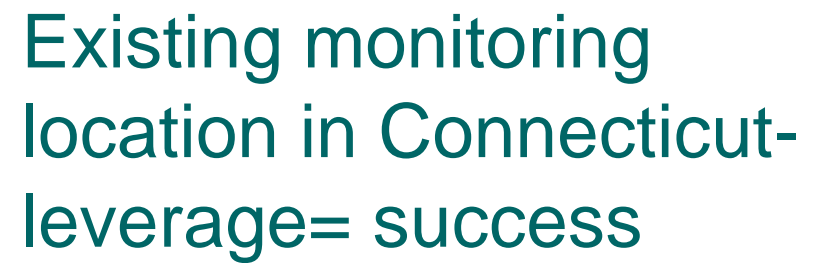 Existing monitoring
location in Connecticut-
leverage= success